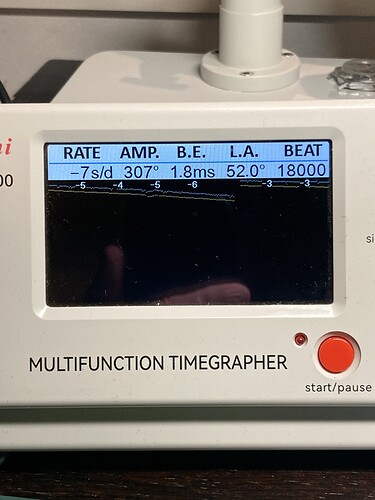 RATE AMP. B.E. L.A. BEAT
−7s/d 307° 1.8ms 52.0° 18000
−5 −4 −5 −6 −3 −3
MULTIFUNCTION TIMEGRAPHER
start/pause